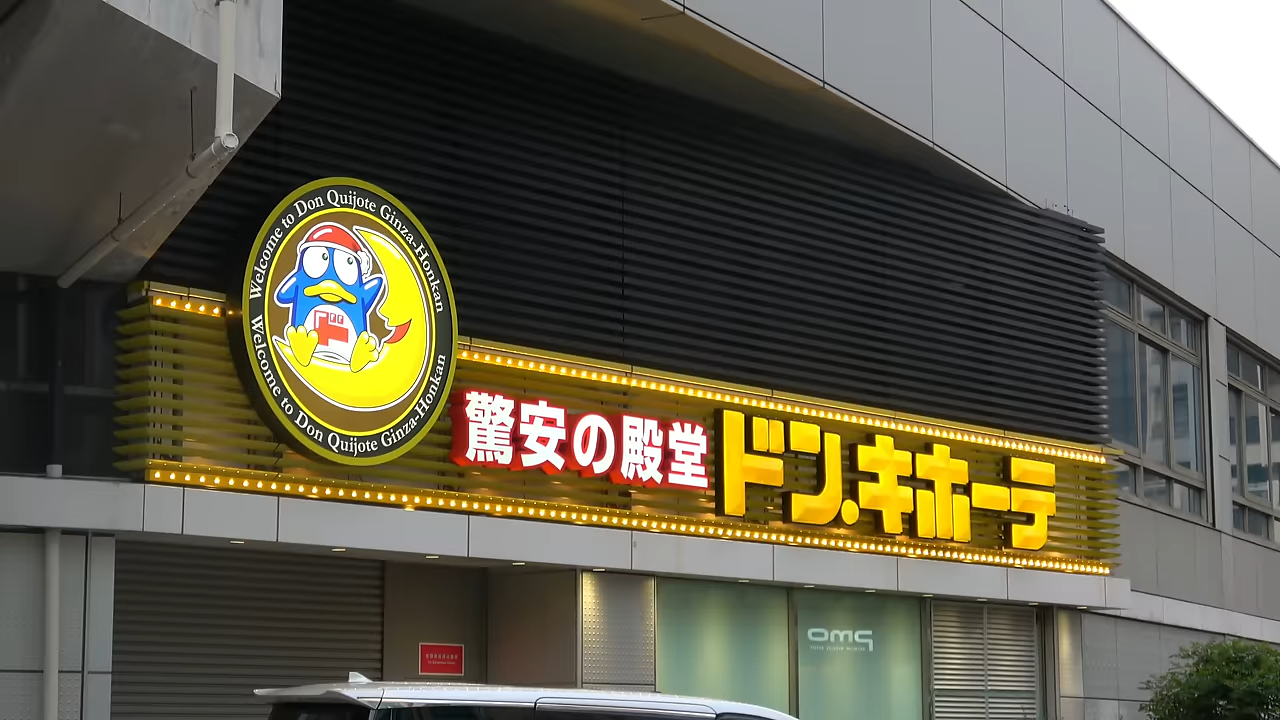 Welcome to Don Quijote Ginza-Honkan
Welcome to Don Quijote Ginza-Honkan
驚安の殿堂
ドン.キホーテ
omg